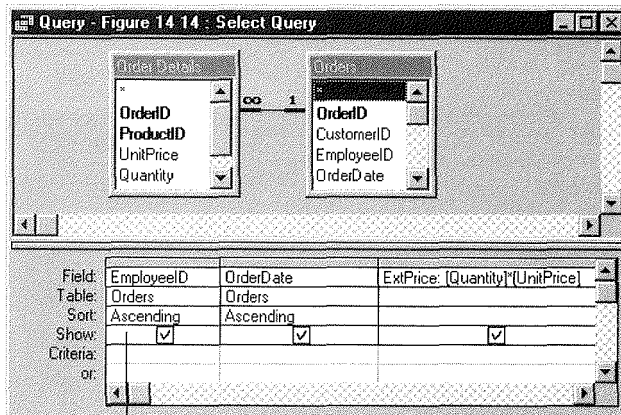 Query - Figure 14 14 : Select Query
Order Details
*
OrderID
ProductID
UnitPrice
Quantity
∞ 1
Orders
*
OrderID
CustomerID
EmployeeID
OrderDate
Field: EmployeeID OrderDate ExtPrice: [Quantity]*[UnitPrice]
Table: Orders Orders
Sort: Ascending Ascending
Show:
Criteria:
or: